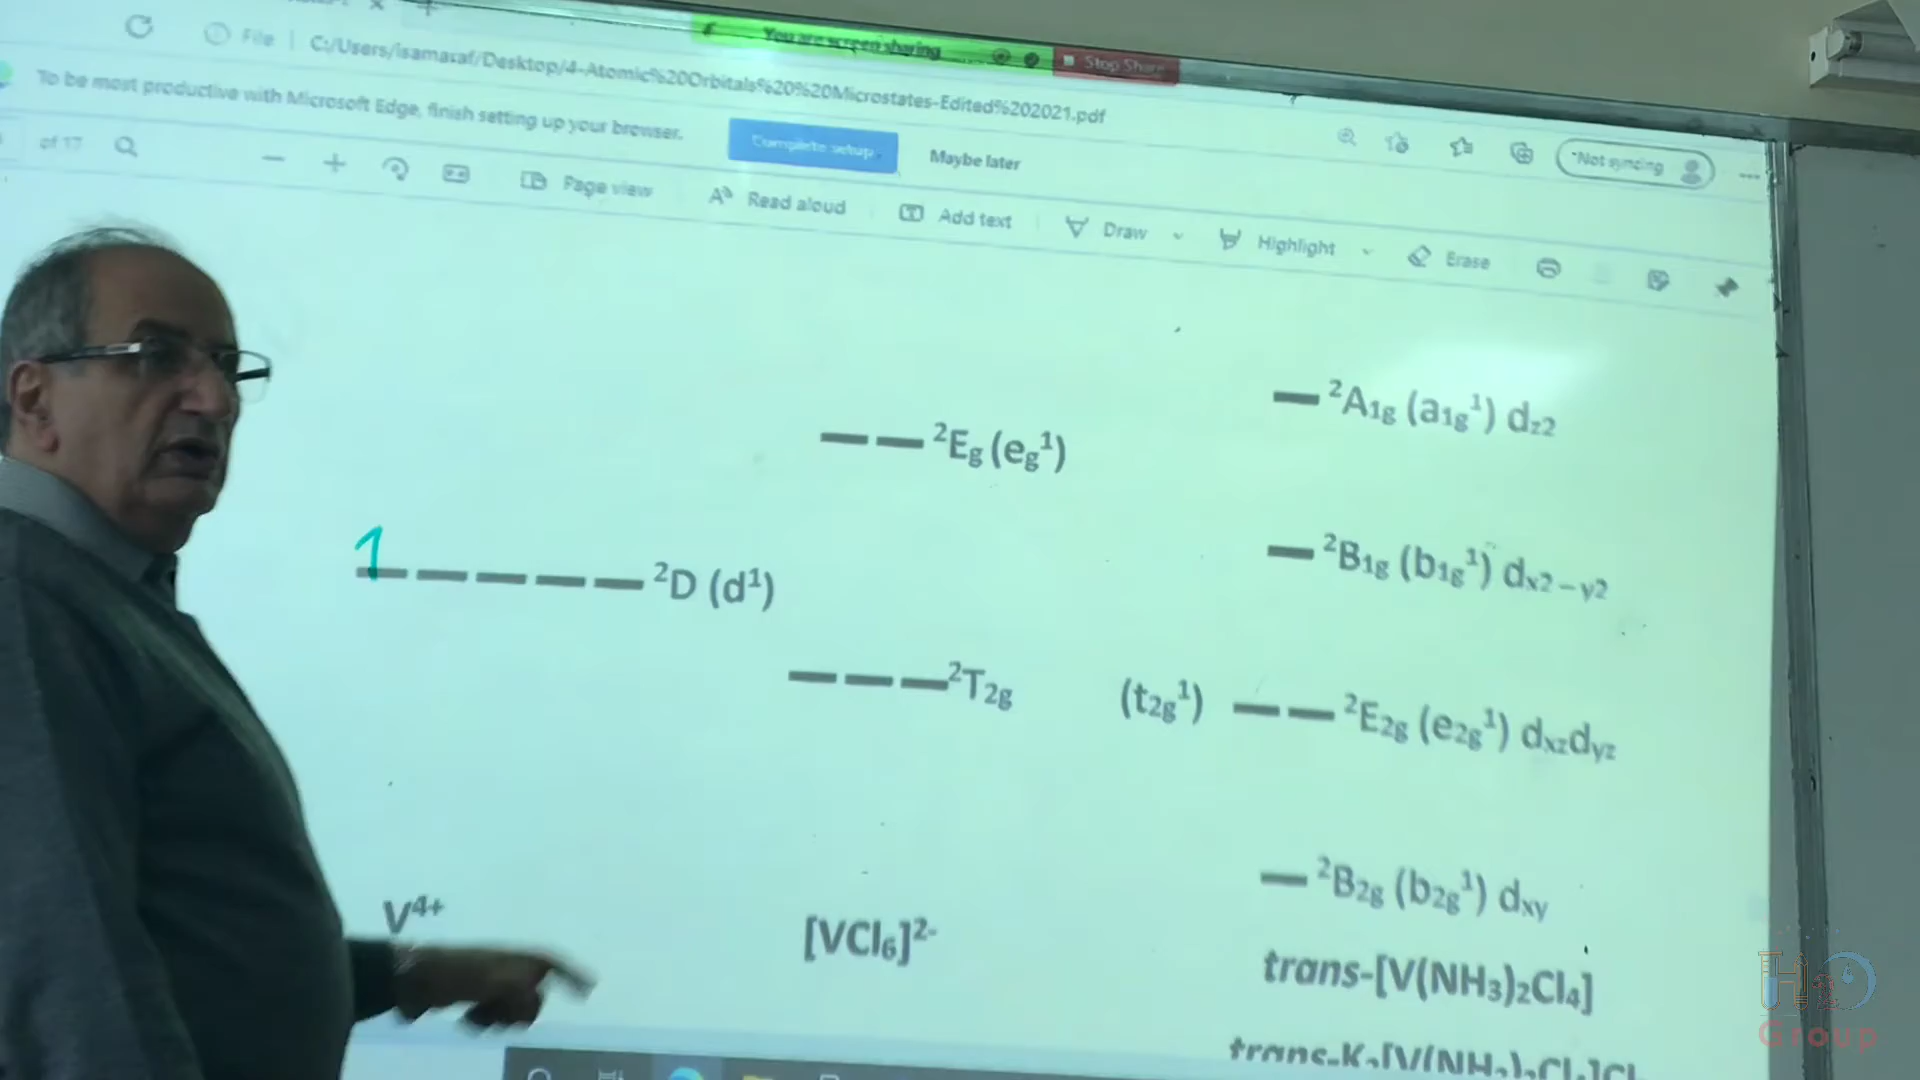 You are screen sharing
Stop Share
File | C:/Users/isamaraf/Desktop/4-Atomic%20Orbitals%20%20Microstates-Edited%202021.pdf
To be most productive with Microsoft Edge, finish setting up your browser.
Complete setup
Maybe later
Not syncing
of 17
Page view
Read aloud
Add text
Draw
Highlight
Erase
²A₁g (a₁g¹) dz2
²Eg (eg¹)
²B₁g (b₁g¹) dx2 – y2
1
²D (d¹)
²T₂g
(t₂g¹)
²E₂g (e₂g¹) dxzdyz
²B₂g (b₂g¹) dxy
V⁴⁺
[VCl₆]²⁻
trans-[V(NH₃)₂Cl₄]
H2O
Group